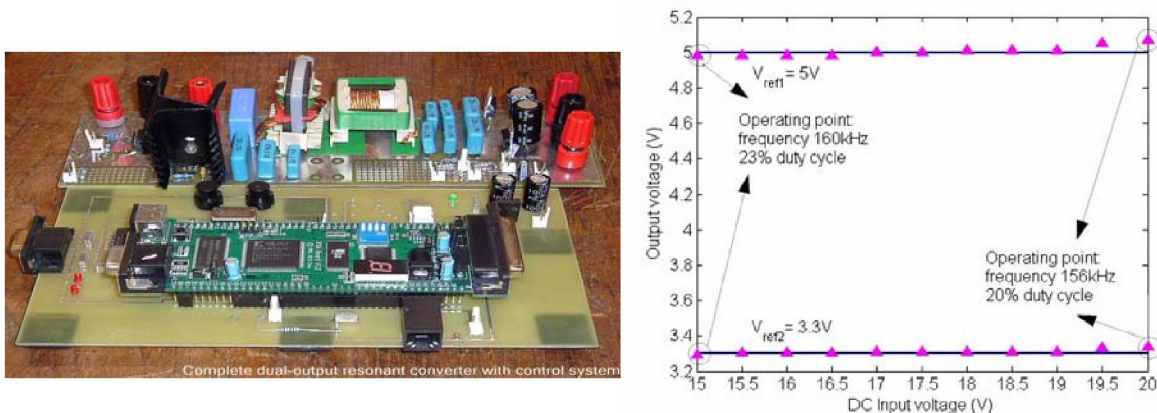 Complete dual-output resonant converter with control system
5.2
5
4.8
4.6
4.4
4.2
4
3.8
3.6
3.4
3.2
Output voltage (V)
V_ref1 = 5V
Operating point:
frequency 160kHz
23% duty cycle
Operating point:
frequency 156kHz
20% duty cycle
V_ref2 = 3.3V
15 15.5 16 16.5 17 17.5 18 18.5 19 19.5 20
DC Input voltage (V)